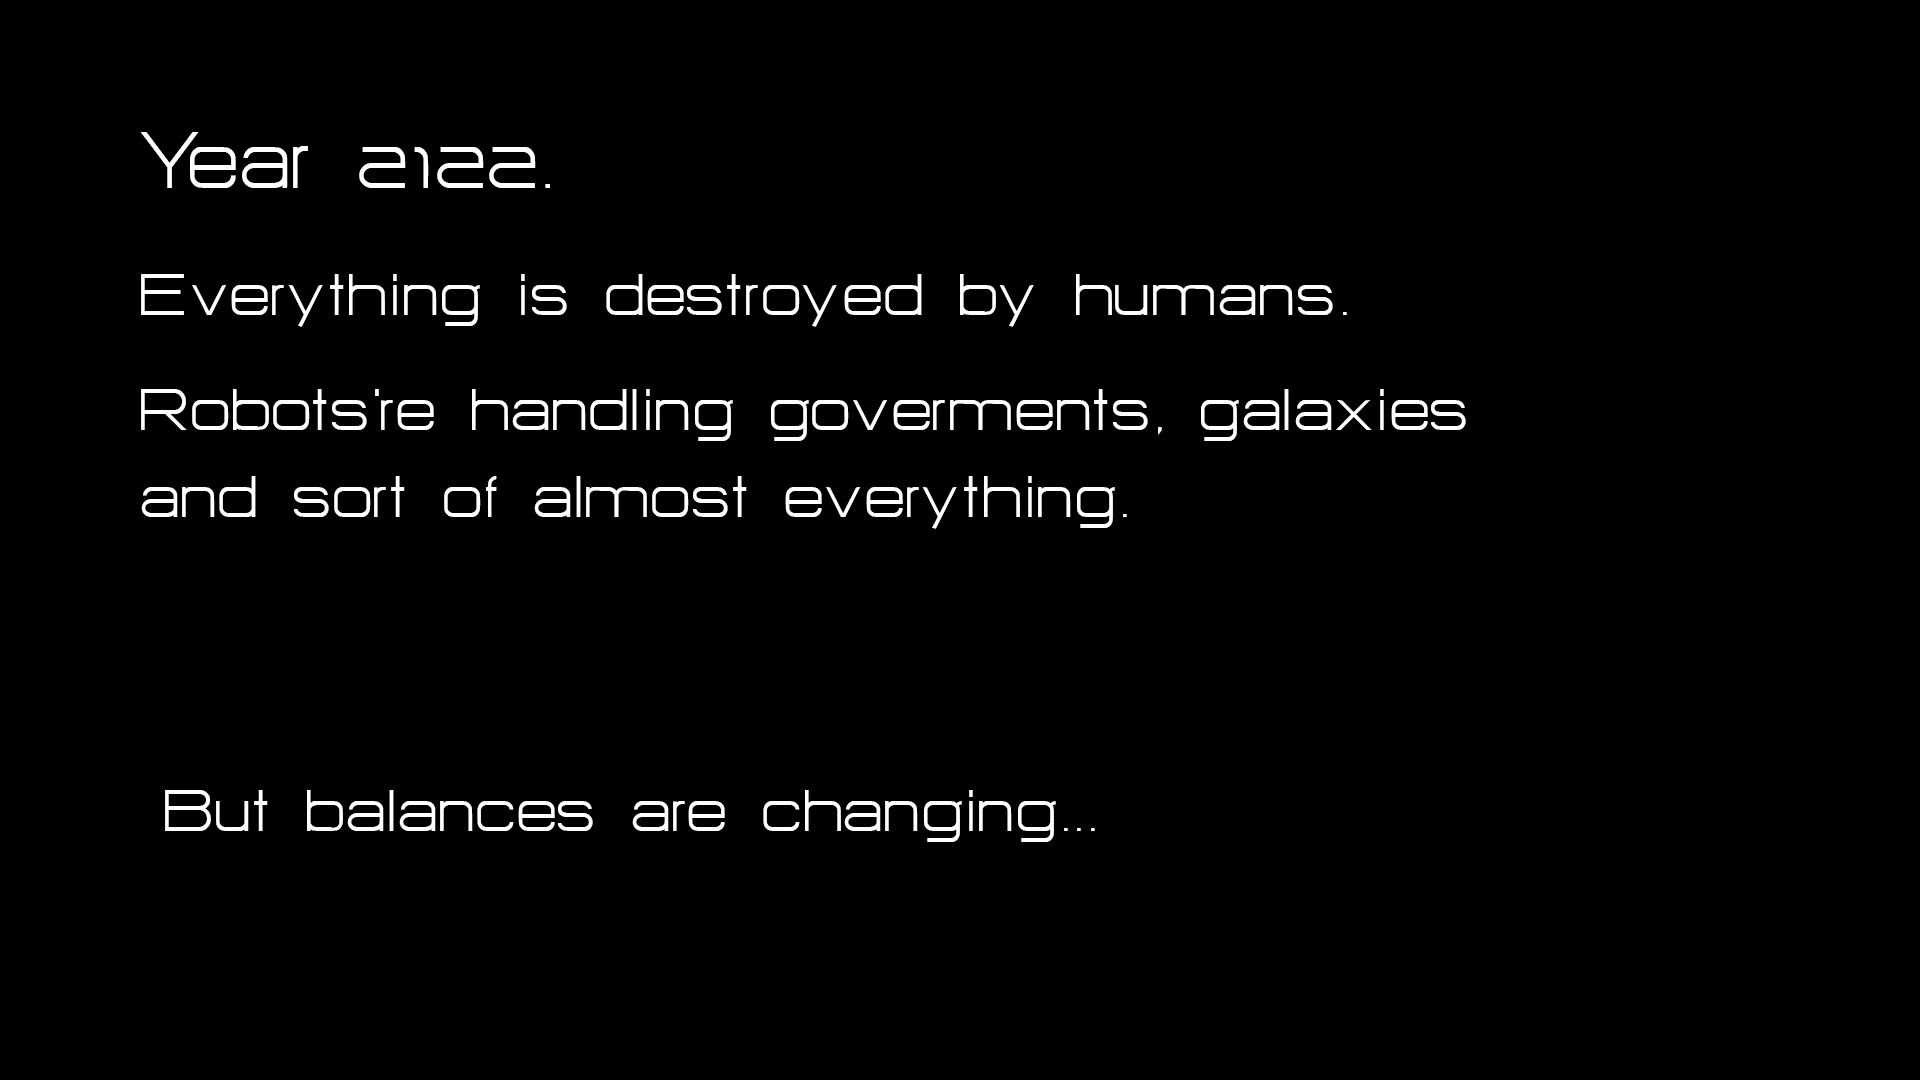 Year 2122.
Everything is destroyed by humans.
Robots're handling goverments, galaxies
and sort of almost everything.
But balances are changing...